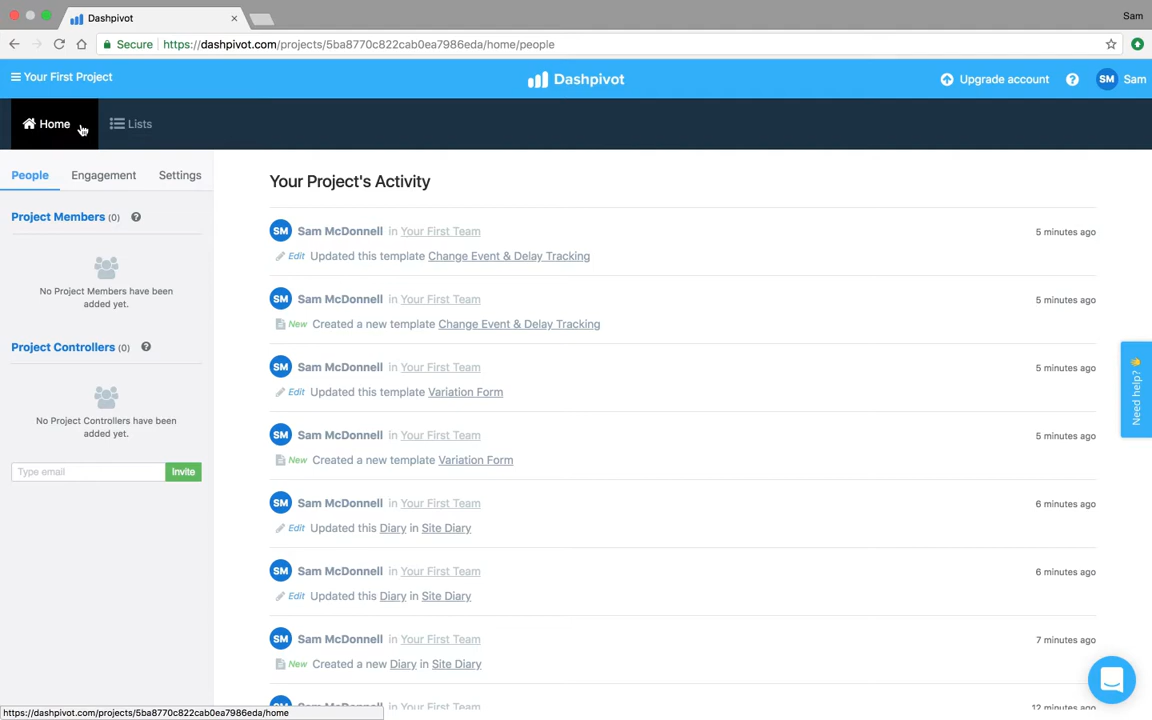 Dashpivot
Sam
Secure https://dashpivot.com/projects/5ba8770c822cab0ea7986eda/home/people
Your First Project
Dashpivot
Upgrade account ? SM Sam
Home
Lists
People Engagement Settings
Project Members (0) ?
No Project Members have been
added yet.
Project Controllers (0) ?
No Project Controllers have been
added yet.
Type email Invite
Your Project's Activity
SM Sam McDonnell in Your First Team 5 minutes ago
Edit Updated this template Change Event & Delay Tracking
SM Sam McDonnell in Your First Team 5 minutes ago
New Created a new template Change Event & Delay Tracking
SM Sam McDonnell in Your First Team 5 minutes ago
Edit Updated this template Variation Form
SM Sam McDonnell in Your First Team 5 minutes ago
New Created a new template Variation Form
SM Sam McDonnell in Your First Team 6 minutes ago
Edit Updated this Diary in Site Diary
SM Sam McDonnell in Your First Team 6 minutes ago
Edit Updated this Diary in Site Diary
SM Sam McDonnell in Your First Team 7 minutes ago
New Created a new Diary in Site Diary
SM Sam McDonnell in Your First Team 12 minutes ago
Need help?
https://dashpivot.com/projects/5ba8770c822cab0ea7986eda/home